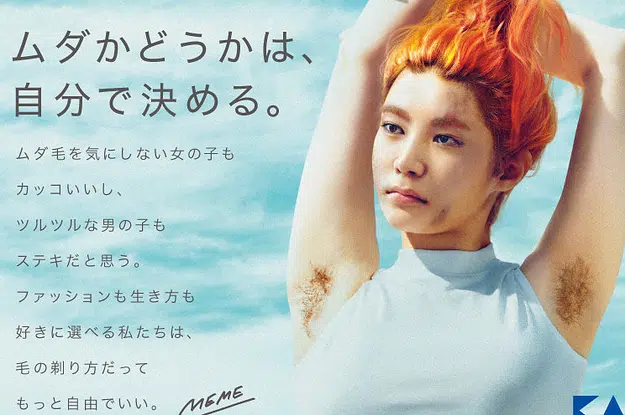 ムダかどうかは、
自分で決める。
ムダ毛を気にしない女の子も
カッコいいし、
ツルツルな男の子も
ステキだと思う。
ファッションも生き方も
好きに選べる私たちは、
毛の剃り方だって
もっと自由でいい。
MEME